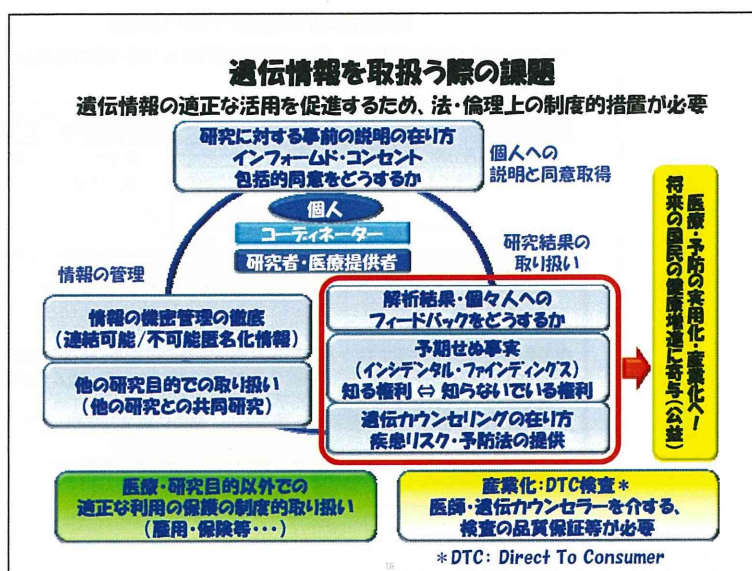 遺伝情報を取扱う際の課題
遺伝情報の適正な活用を促進するため、法・倫理上の制度的措置が必要
研究に対する事前の説明の在り方
インフォームド・コンセント
包括的同意をどうするか
個人への
説明と同意取得
個人
コーディネーター
研究者・医療提供者
情報の管理
研究結果の
取り扱い
情報の機密管理の徹底
(連結可能/不可能匿名化情報)
他の研究目的での取り扱い
(他の研究との共同研究)
解析結果・個々人への
フィードバックをどうするか
予期せぬ事実
(インシデンタル・ファインディングス)
知る権利 ⇔ 知らないでいる権利
遺伝カウンセリングの在り方
疾患リスク・予防法の提供
医療・予防の実用化・産業化へ!
将来の国民の健康増進に寄与(公益)
医療・研究目的以外での
適正な利用の保護の制度的取り扱い
(雇用・保険等・・・)
産業化:DTC検査*
医師・遺伝カウンセラーを介する、
検査の品質保証等が必要
*DTC: Direct To Consumer
18